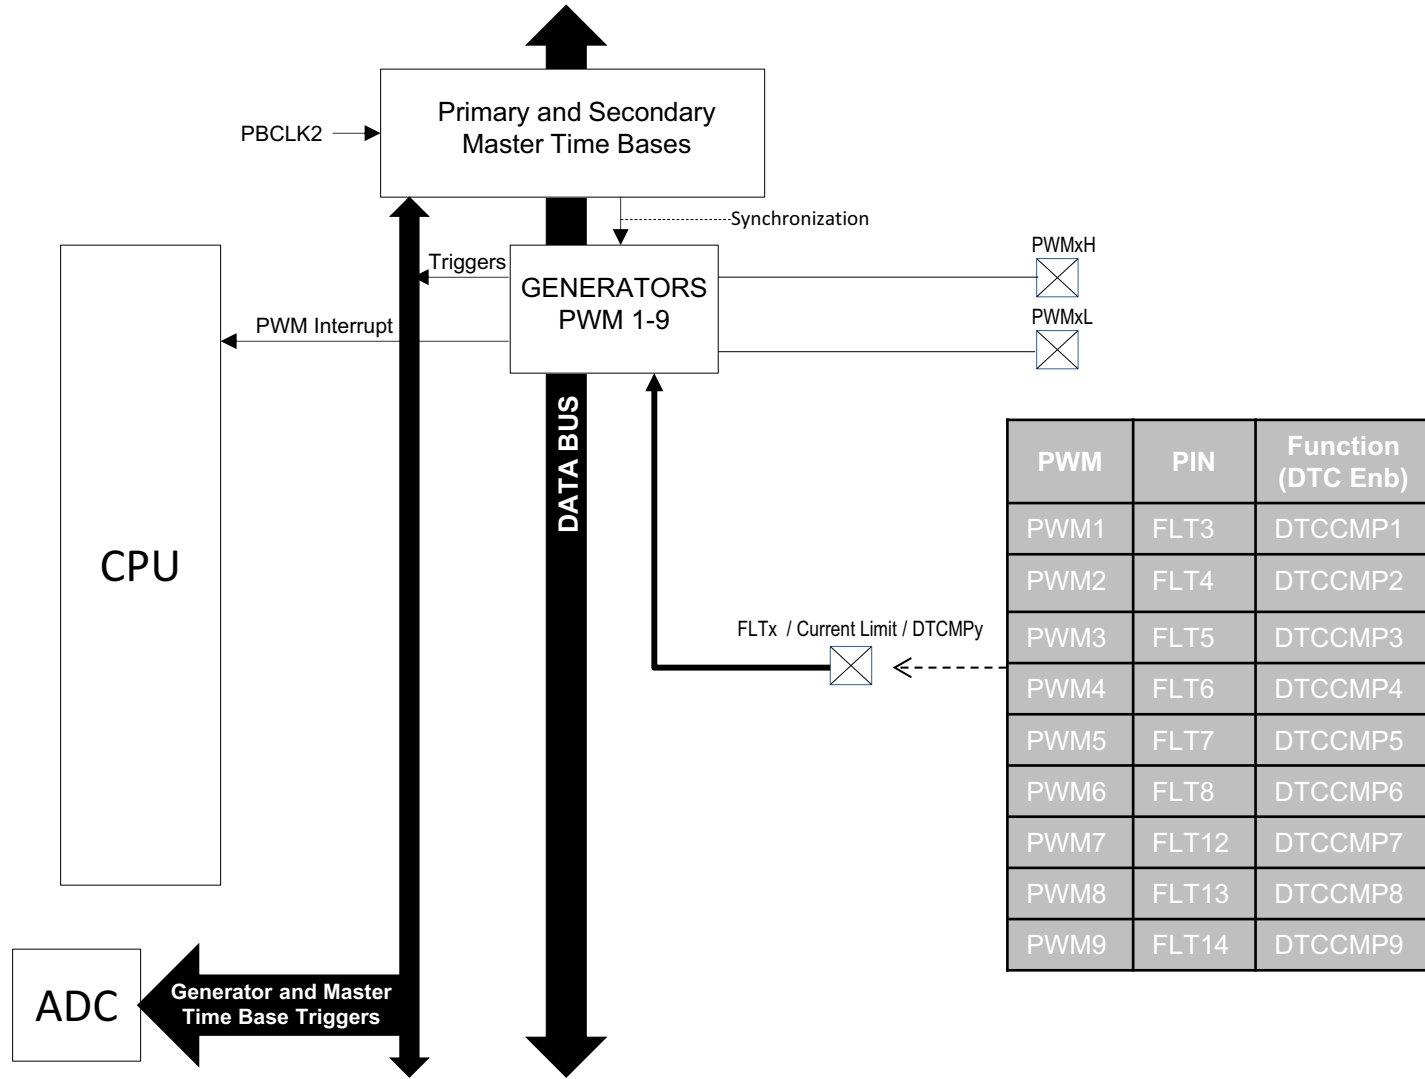 Primary and Secondary
Master Time Bases
PBCLK2
Synchronization
Triggers
GENERATORS
PWM 1-9
PWM Interrupt
PWMxH
PWMxL
DATA BUS
CPU
FLTx / Current Limit / DTCMPy
PWM PIN Function
(DTC Enb)
PWM1 FLT3 DTCCMP1
PWM2 FLT4 DTCCMP2
PWM3 FLT5 DTCCMP3
PWM4 FLT6 DTCCMP4
PWM5 FLT7 DTCCMP5
PWM6 FLT8 DTCCMP6
PWM7 FLT12 DTCCMP7
PWM8 FLT13 DTCCMP8
PWM9 FLT14 DTCCMP9
ADC
Generator and Master
Time Base Triggers